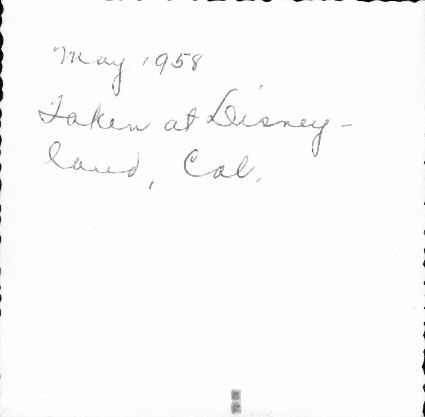 May 1958
Taken at Disney-
land, Cal.